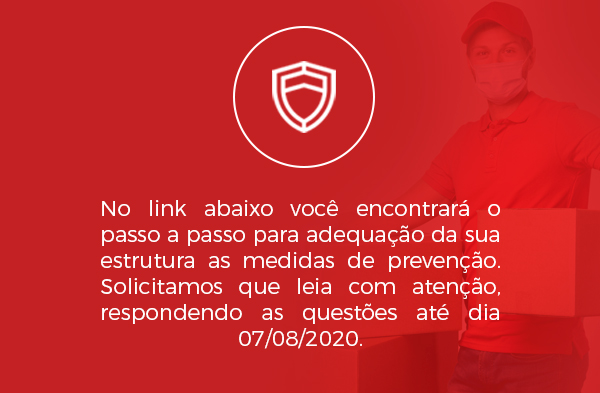 No link abaixo você encontrará o
passo a passo para adequação da sua
estrutura as medidas de prevenção.
Solicitamos que leia com atenção,
respondendo as questões até dia
07/08/2020.